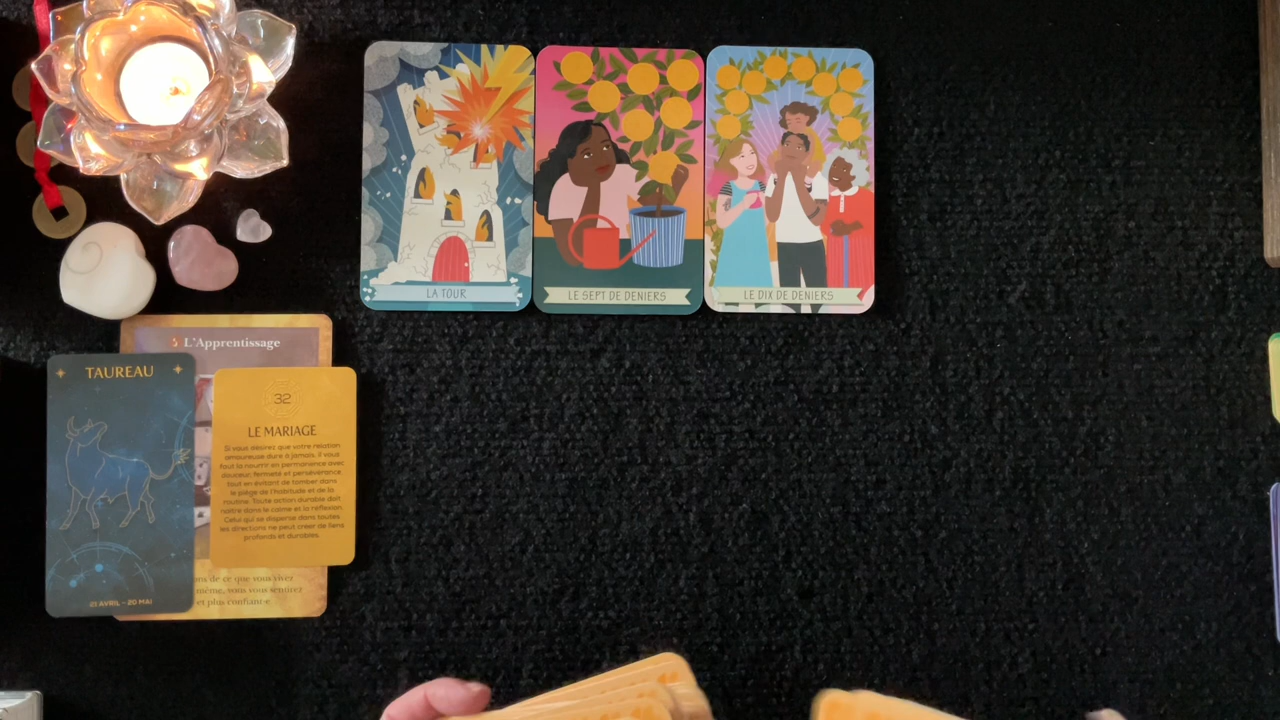 LA TOUR
LE SEPT DE DENIERS
LE DIX DE DENIERS
L'Apprentissage
TAUREAU
21 AVRIL - 20 MAI
32
LE MARIAGE
Si vous désirez que votre relation
amoureuse dure à jamais, il vous
faut la nourrir en permanence avec
douceur, fermeté et persévérance
tout en évitant de tomber dans
le piège de l'habitude et de la
routine. Toute action durable doit
naître dans le calme et la réflexion.
Celui qui se disperse dans toutes
les directions ne peut créer de liens
profonds et durables.
de ce que vous vivez
même, vous vous sentirez
et plus confiant·e